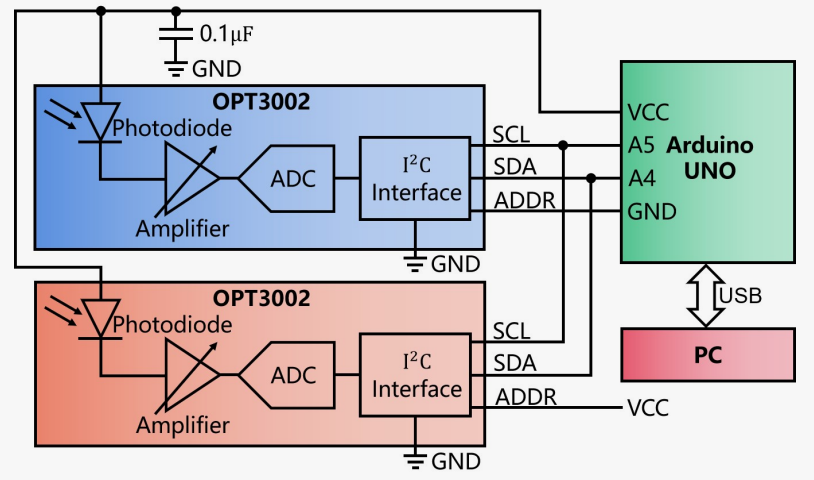 0.1μF
GND
OPT3002
Photodiode
Amplifier
ADC
I²C
Interface
GND
SCL
SDA
ADDR
VCC
A5
A4
GND
Arduino
UNO
USB
PC
OPT3002
Photodiode
Amplifier
ADC
I²C
Interface
GND
SCL
SDA
ADDR
VCC